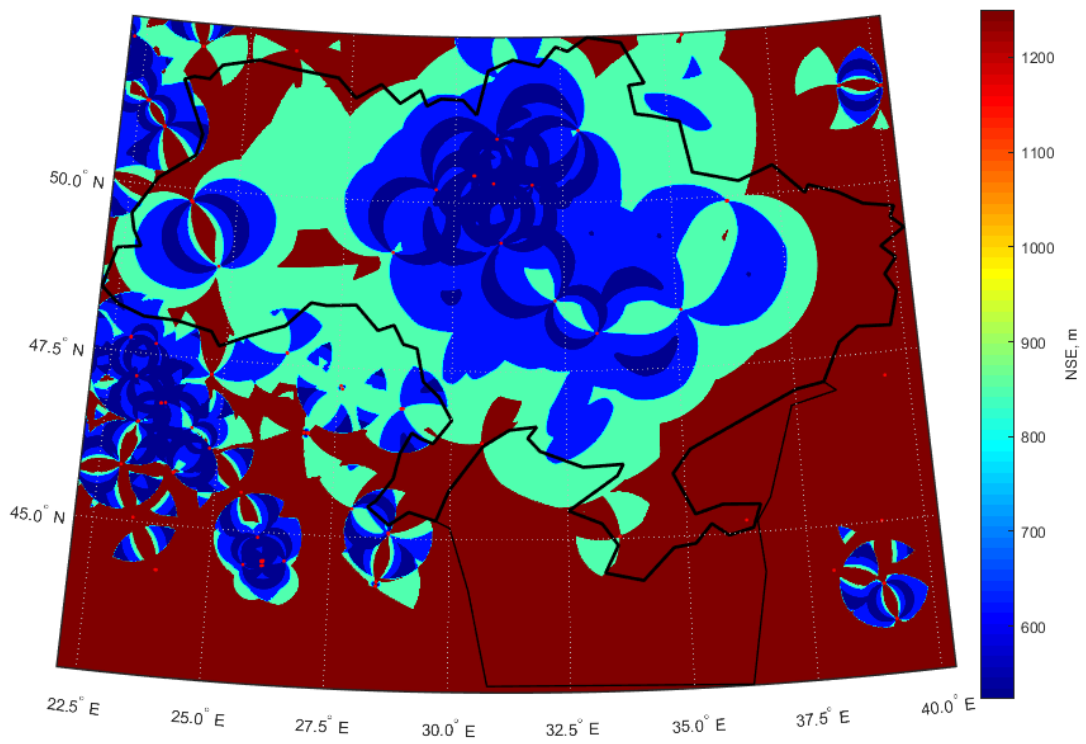 50.0° N
47.5° N
45.0° N
22.5° E
25.0° E
27.5° E
30.0° E
32.5° E
35.0° E
37.5° E
40.0° E
1200
1100
1000
900
800
700
600
NSE, m